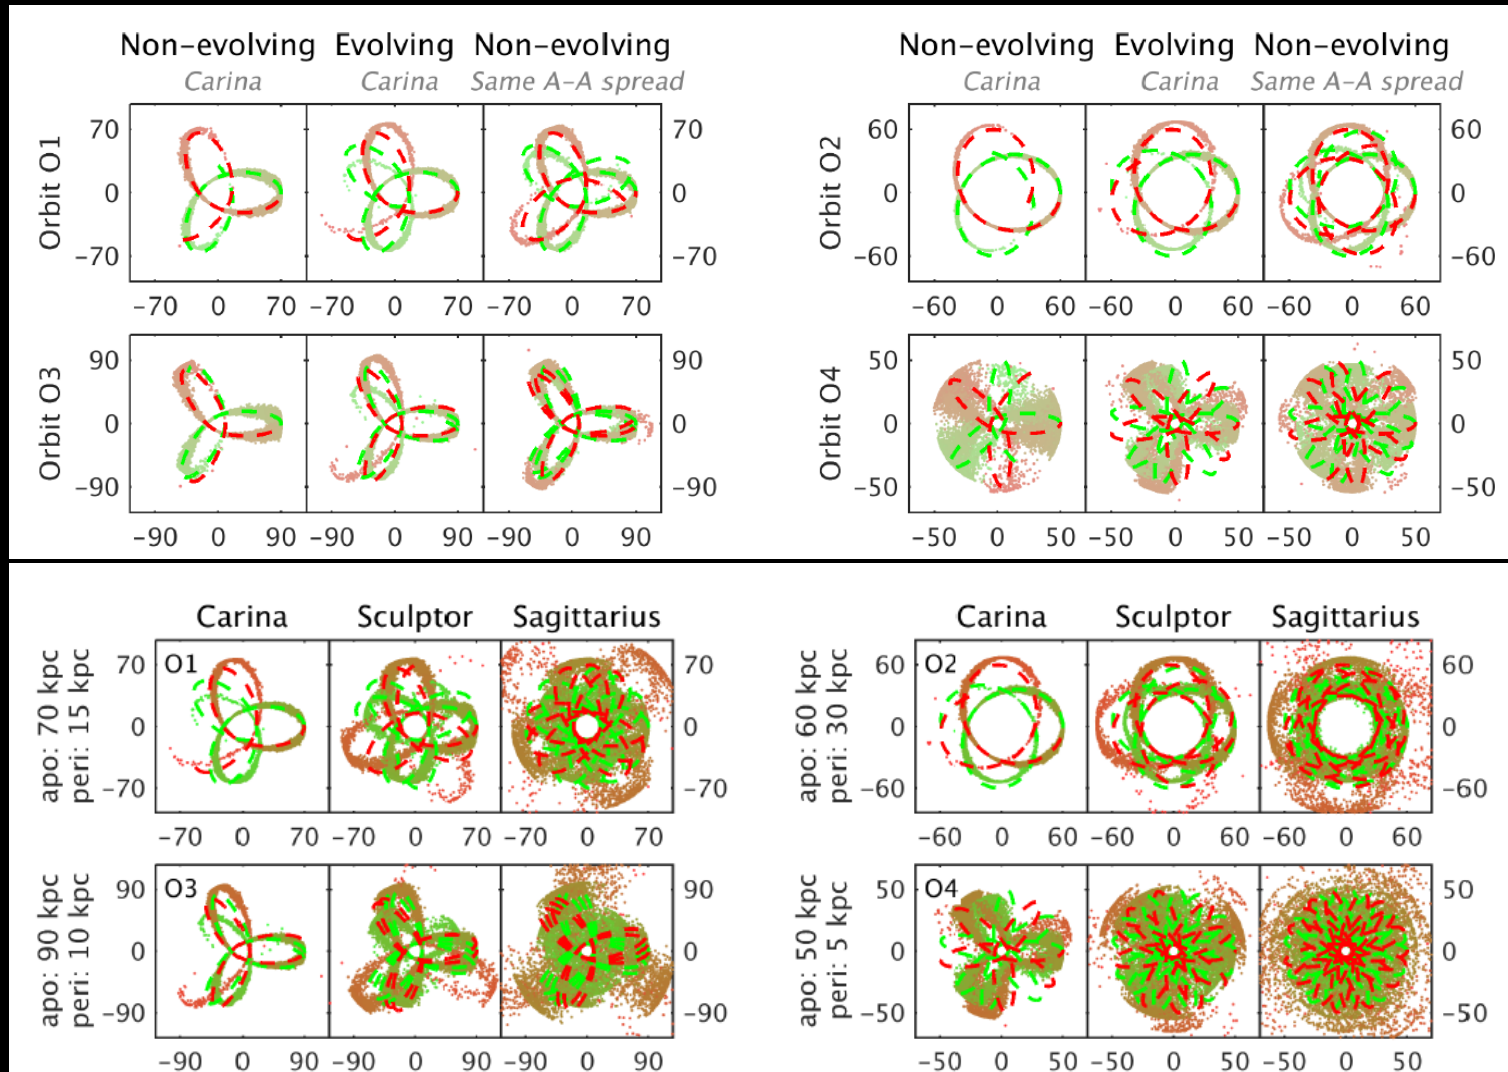 Non-evolving Evolving Non-evolving
Carina Carina Same A-A spread
Orbit O1
70
0
-70
70
0
-70
-70 0 70 -70 0 70 -70 0 70
Orbit O3
90
0
-90
90
0
-90
-90 0 90 -90 0 90 -90 0 90
Non-evolving Evolving Non-evolving
Carina Carina Same A-A spread
Orbit O2
60
0
-60
60
0
-60
-60 0 60 -60 0 60 -60 0 60
Orbit O4
50
0
-50
50
0
-50
-50 0 50 -50 0 50 -50 0 50
Carina Sculptor Sagittarius
apo: 70 kpc
peri: 15 kpc
O1
70
0
-70
70
0
-70
-70 0 70 -70 0 70 -70 0 70
apo: 90 kpc
peri: 10 kpc
O3
90
0
-90
90
0
-90
-90 0 90 -90 0 90 -90 0 90
Carina Sculptor Sagittarius
apo: 60 kpc
peri: 30 kpc
O2
60
0
-60
60
0
-60
-60 0 60 -60 0 60 -60 0 60
apo: 50 kpc
peri: 5 kpc
O4
50
0
-50
50
0
-50
-50 0 50 -50 0 50 -50 0 50